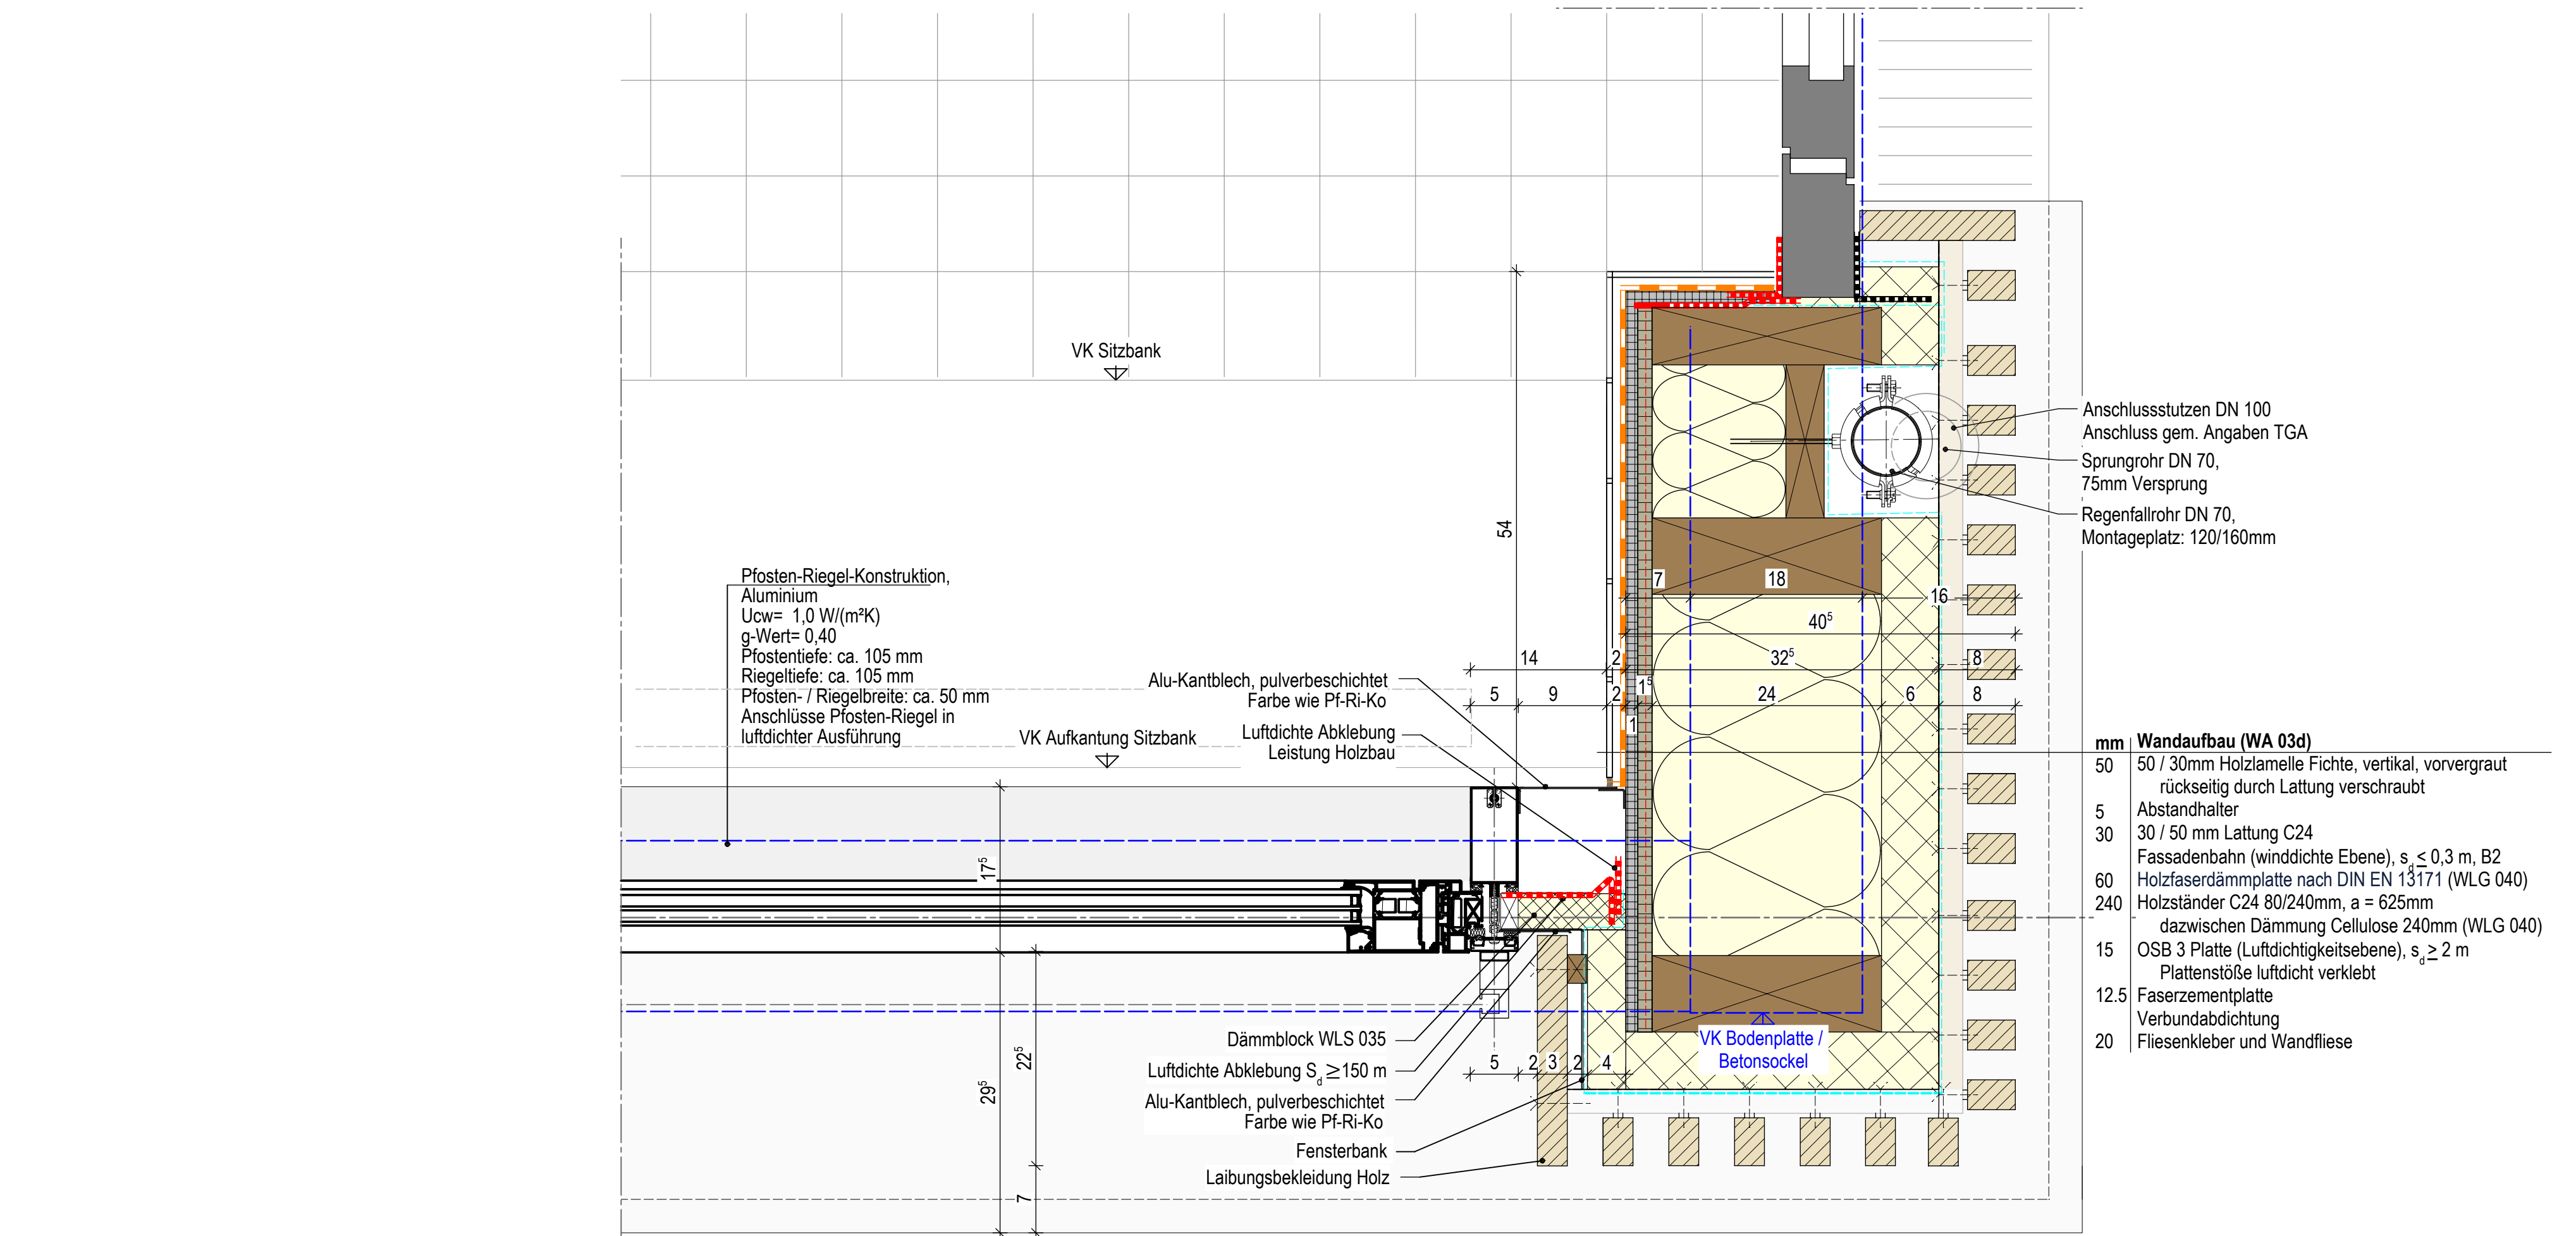 VK Sitzbank
Anschlussstutzen DN 100
Anschluss gem. Angaben TGA
Sprungrohr DN 70,
75mm Versprung
Regenfallrohr DN 70,
Montageplatz: 120/160mm
54
7
18
16
40⁵
14
2
32⁵
8
5
9
2
1⁵
24
6
8
1
Pfosten-Riegel-Konstruktion,
Aluminium
Ucw= 1,0 W/(m²K)
g-Wert= 0,40
Pfostentiefe: ca. 105 mm
Riegeltiefe: ca. 105 mm
Pfosten- / Riegelbreite: ca. 50 mm
Anschlüsse Pfosten-Riegel in
luftdichter Ausführung
Alu-Kantblech, pulverbeschichtet
Farbe wie Pf-Ri-Ko
Luftdichte Abklebung
Leistung Holzbau
VK Aufkantung Sitzbank
mm Wandaufbau (WA 03d)
50 50 / 30mm Holzlamelle Fichte, vertikal, vorvergraut
rückseitig durch Lattung verschraubt
5 Abstandhalter
30 30 / 50 mm Lattung C24
Fassadenbahn (winddichte Ebene), sd ≤ 0,3 m, B2
60 Holzfaserdämmplatte nach DIN EN 13171 (WLG 040)
240 Holzständer C24 80/240mm, a = 625mm
dazwischen Dämmung Cellulose 240mm (WLG 040)
15 OSB 3 Platte (Luftdichtigkeitsebene), sd ≥ 2 m
Plattenstöße luftdicht verklebt
12.5 Faserzementplatte
Verbundabdichtung
20 Fliesenkleber und Wandfliese
17⁵
22⁵
29⁵
7
Dämmblock WLS 035
Luftdichte Abklebung Sd ≥150 m
Alu-Kantblech, pulverbeschichtet
Farbe wie Pf-Ri-Ko
Fensterbank
Laibungsbekleidung Holz
5
2
3
2
4
VK Bodenplatte /
Betonsockel